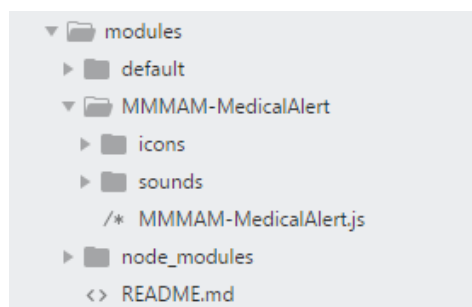 modules
default
MMMAM-MedicalAlert
icons
sounds
/* MMMAM-MedicalAlert.js
node_modules
<> README.md